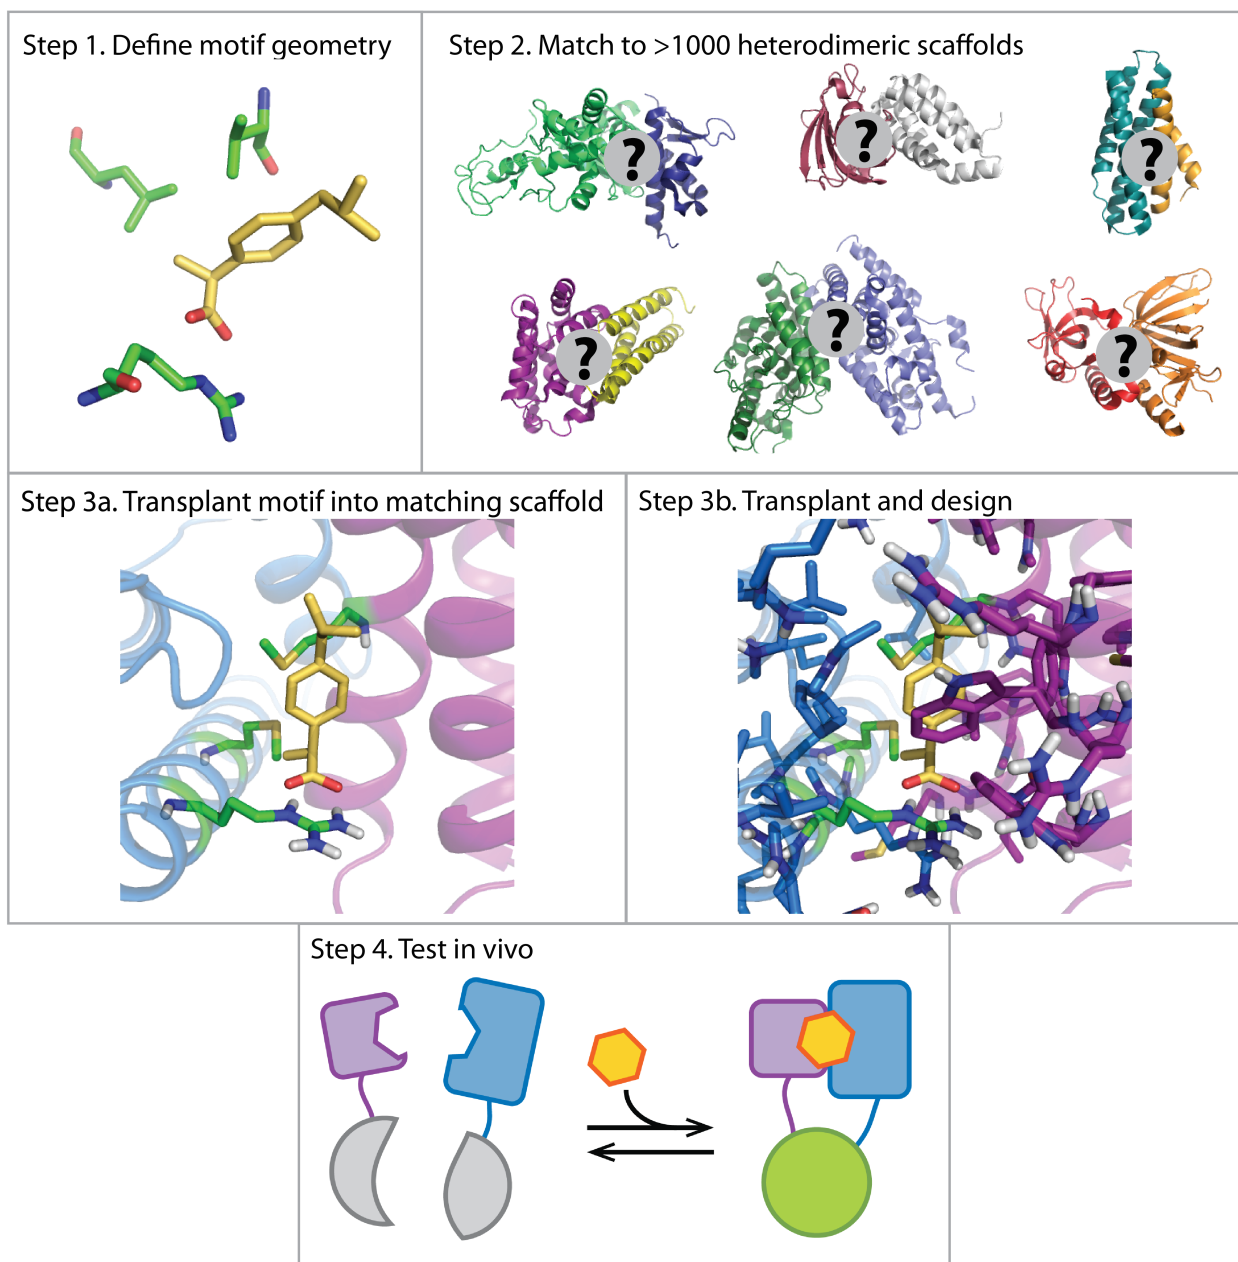 Step 1. Define motif geometry
Step 2. Match to >1000 heterodimeric scaffolds
?
?
?
?
?
?
Step 3a. Transplant motif into matching scaffold
Step 3b. Transplant and design
Step 4. Test in vivo